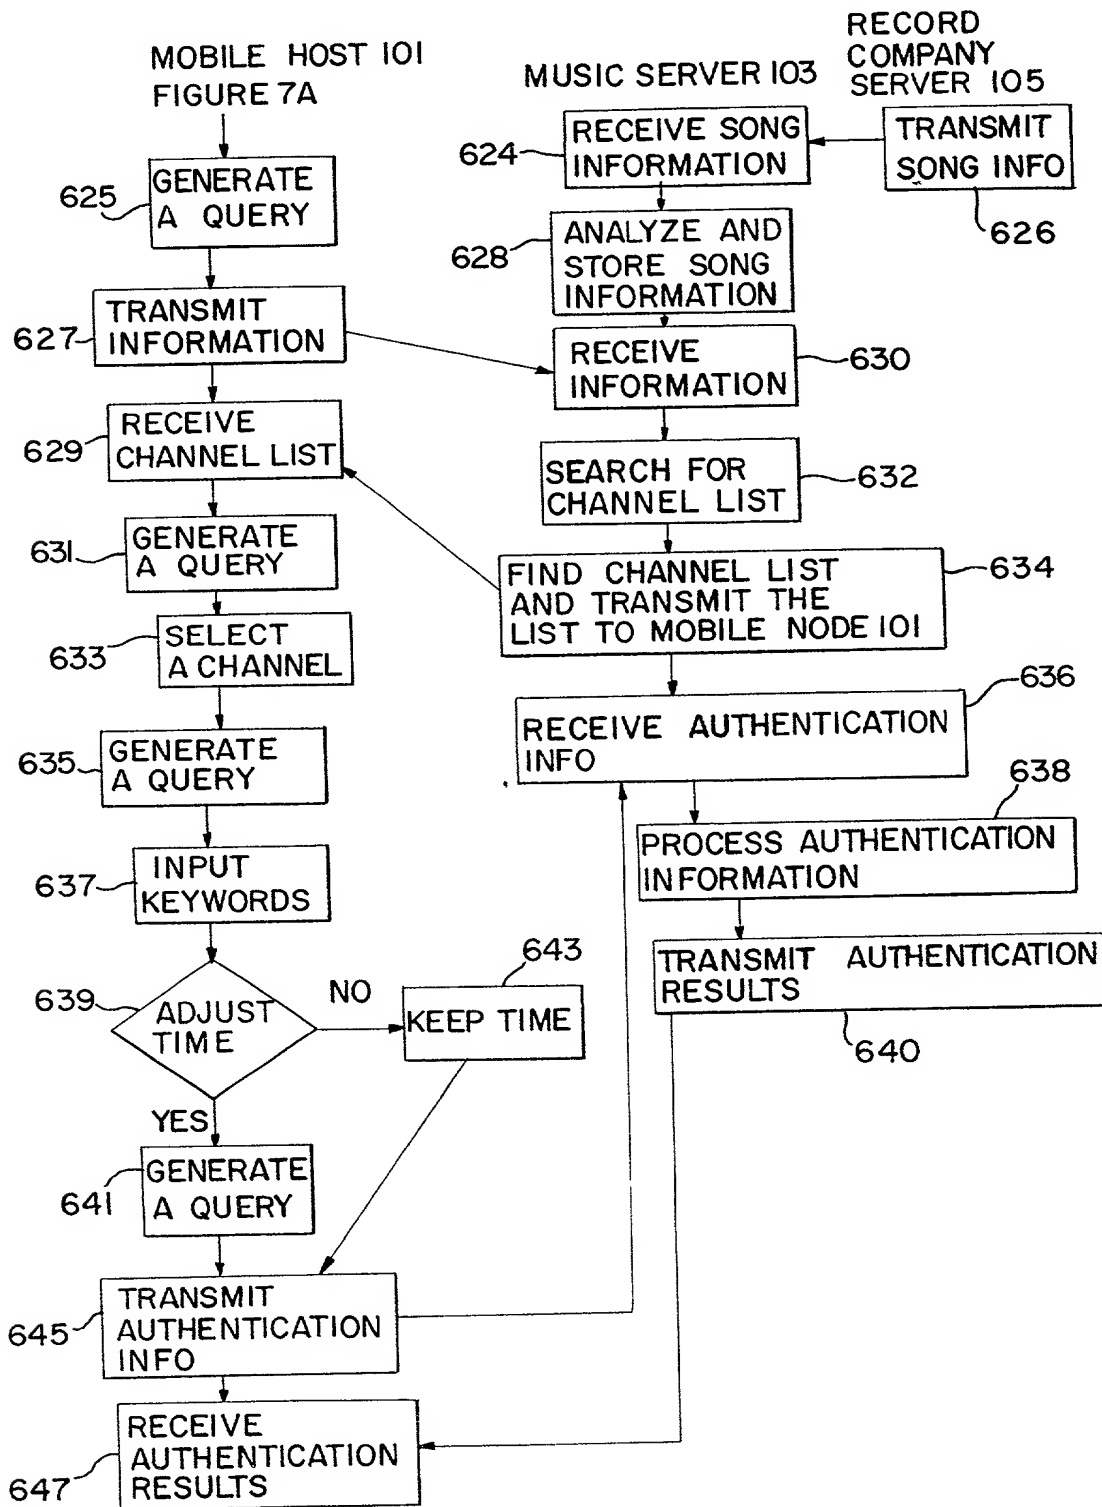 MOBILE HOST 101
FIGURE 7A
MUSIC SERVER 103
RECORD
COMPANY
SERVER 105
625
GENERATE
A QUERY
624
RECEIVE SONG
INFORMATION
TRANSMIT
SONG INFO
626
628
ANALYZE AND
STORE SONG
INFORMATION
627
TRANSMIT
INFORMATION
RECEIVE
INFORMATION
630
629
RECEIVE
CHANNEL LIST
SEARCH FOR
CHANNEL LIST
632
631
GENERATE
A QUERY
FIND CHANNEL LIST
AND TRANSMIT THE
LIST TO MOBILE NODE 101
634
633
SELECT
A CHANNEL
RECEIVE AUTHENTICATION
INFO
636
635
GENERATE
A QUERY
638
PROCESS AUTHENTICATION
INFORMATION
637
INPUT
KEYWORDS
TRANSMIT AUTHENTICATION
RESULTS
640
639
ADJUST
TIME
NO
643
KEEP TIME
YES
641
GENERATE
A QUERY
645
TRANSMIT
AUTHENTICATION
INFO
647
RECEIVE
AUTHENTICATION
RESULTS